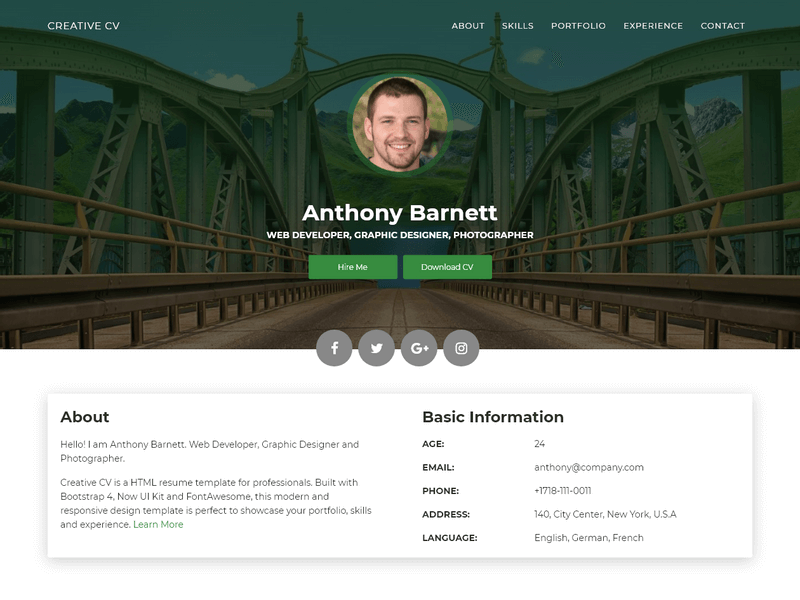 CREATIVE CV
ABOUT SKILLS PORTFOLIO EXPERIENCE CONTACT
Anthony Barnett
WEB DEVELOPER, GRAPHIC DESIGNER, PHOTOGRAPHER
Hire Me
Download CV
About
Hello! I am Anthony Barnett. Web Developer, Graphic Designer and
Photographer.
Creative CV is a HTML resume template for professionals. Built with
Bootstrap 4, Now UI Kit and FontAwesome, this modern and
responsive design template is perfect to showcase your portfolio, skills
and experience. Learn More
Basic Information
AGE: 24
EMAIL: anthony@company.com
PHONE: +1718-111-0011
ADDRESS: 140, City Center, New York, U.S.A
LANGUAGE: English, German, French